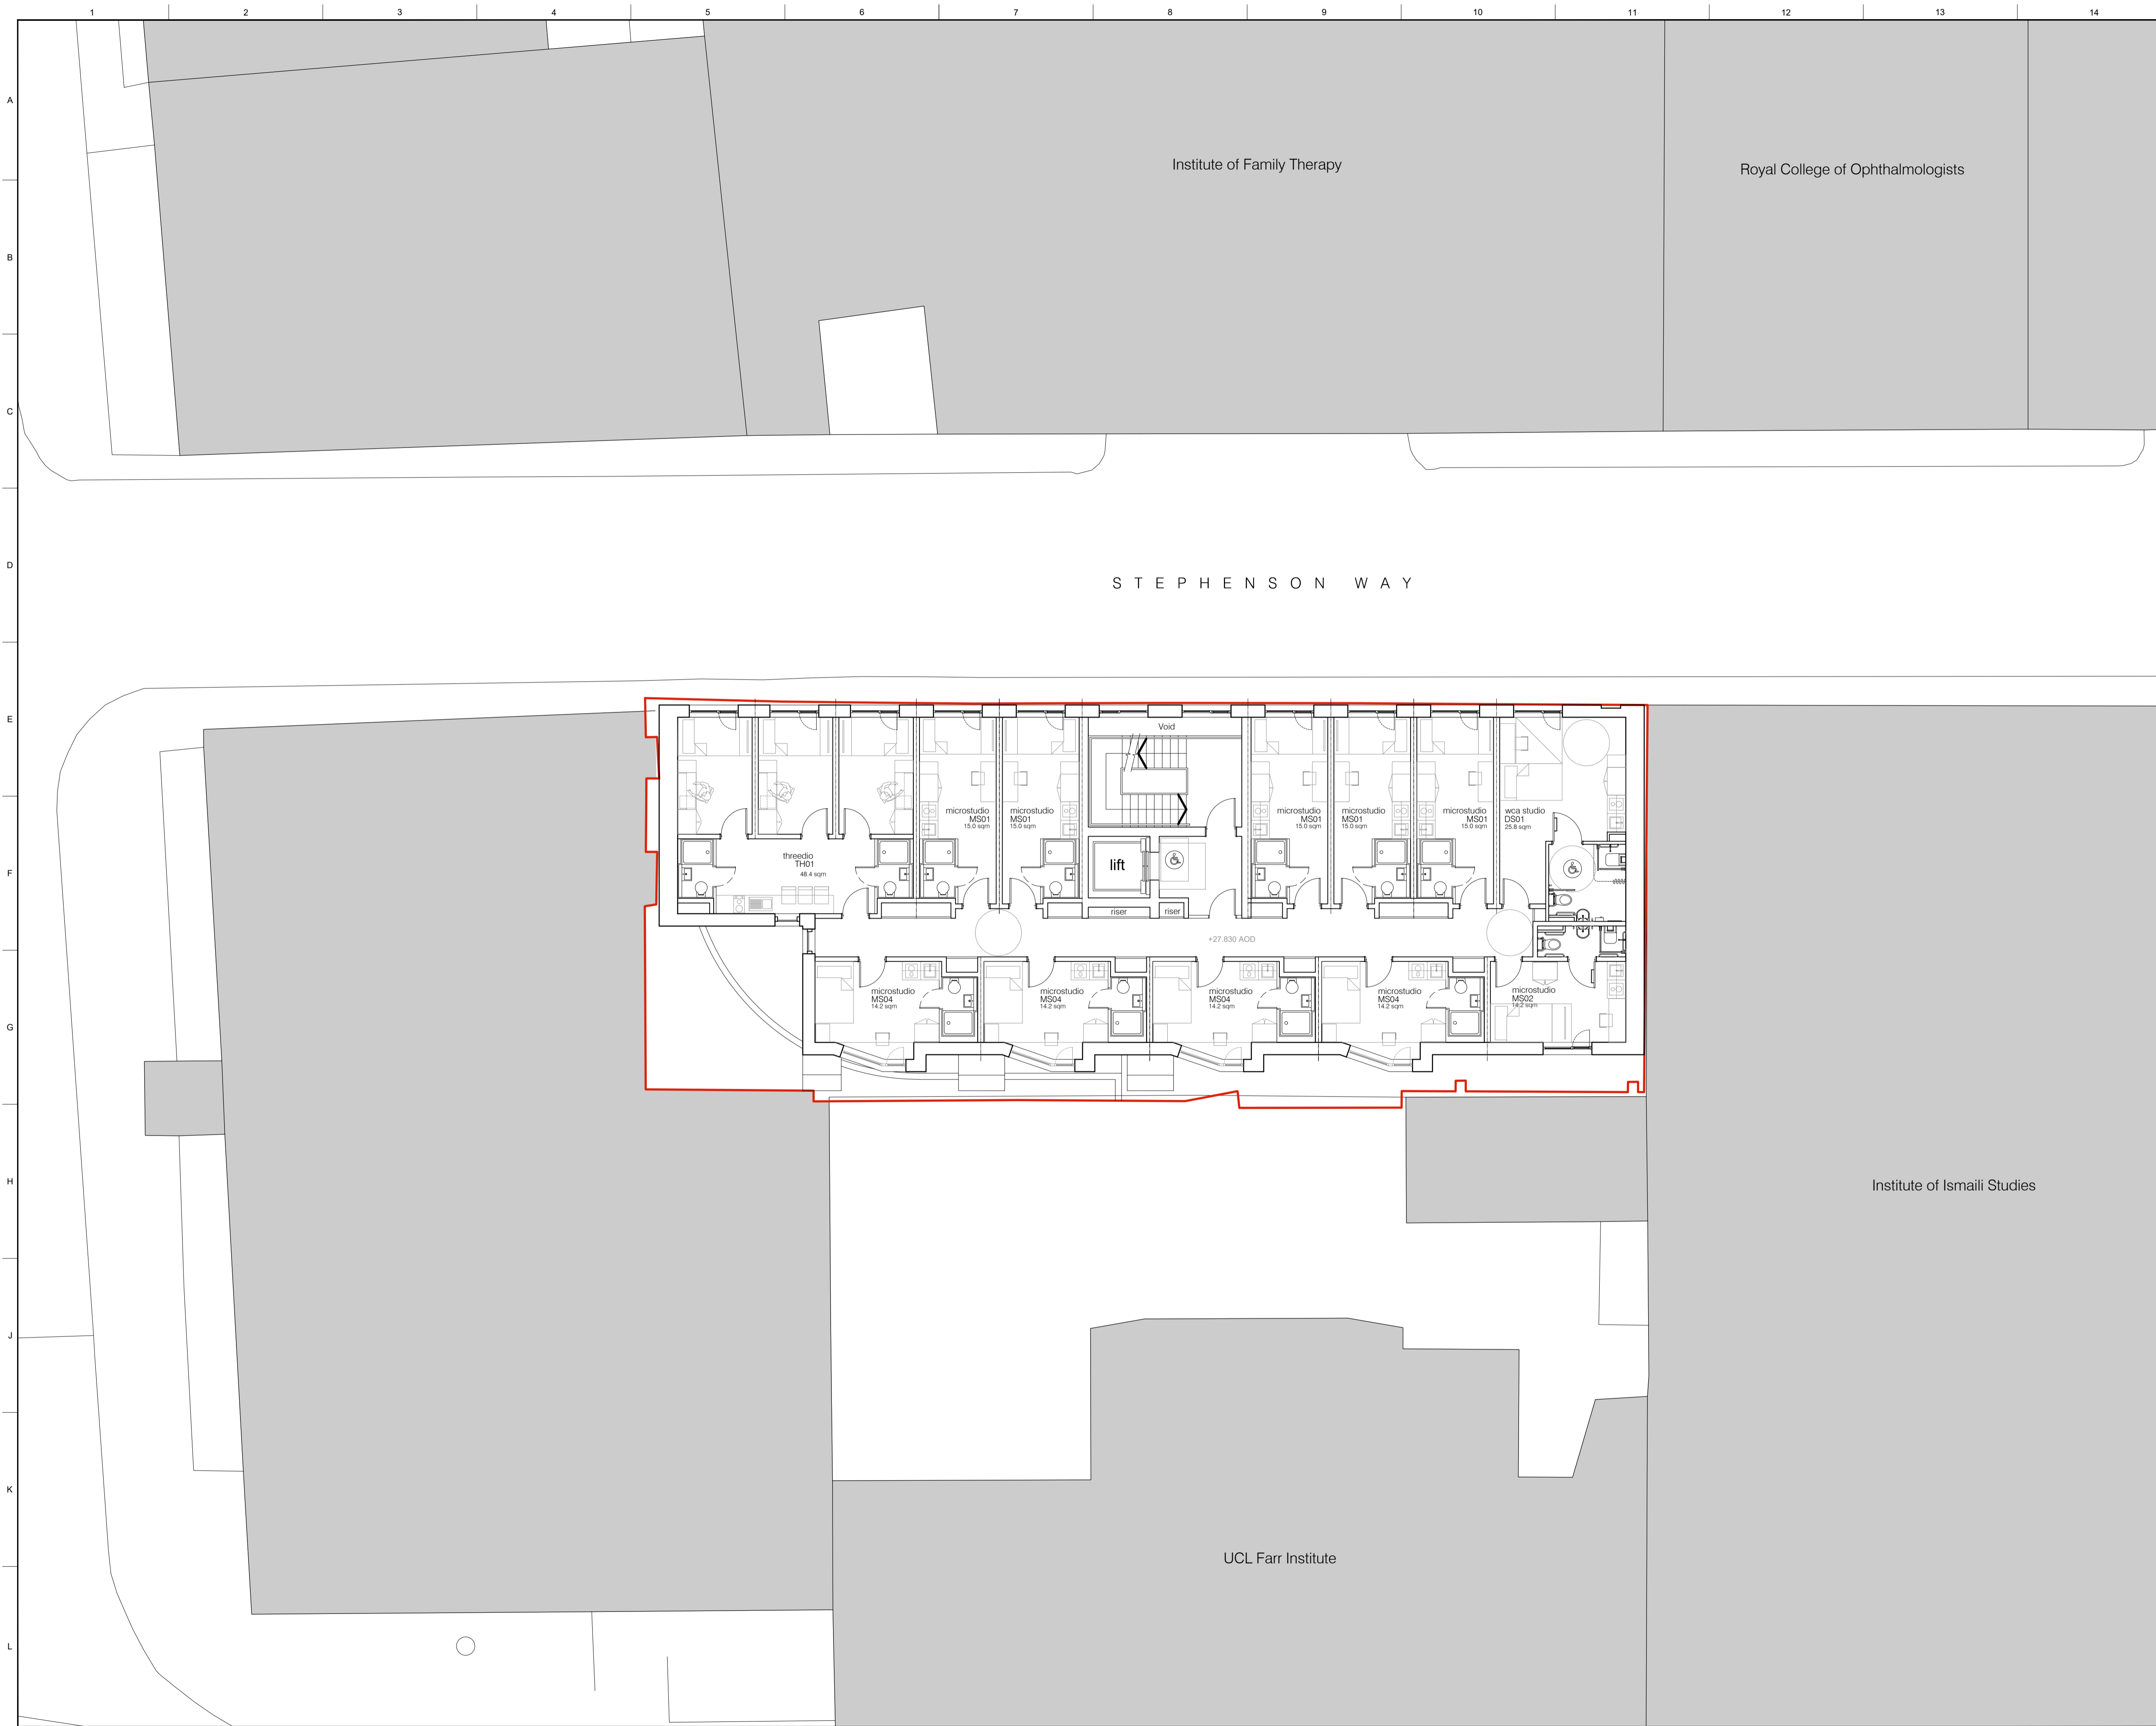 1 2 3 4 5 6 7 8 9 10 11 12 13 14
A
Institute of Family Therapy
Royal College of Ophthalmologists
B
C
D
S T E P H E N S O N W A Y
E
Void
microstudio
MS01
15.0 sqm
microstudio
MS01
15.0 sqm
microstudio
MS01
15.0 sqm
microstudio
MS01
15.0 sqm
microstudio
MS01
15.0 sqm
wca studio
DS01
25.8 sqm
threedio
TH01
48.4 sqm
lift
F
riser
riser
+27.830 AOD
microstudio
MS04
14.2 sqm
microstudio
MS04
14.2 sqm
microstudio
MS04
14.2 sqm
microstudio
MS04
14.2 sqm
microstudio
MS02
14.2 sqm
G
H
Institute of Ismaili Studies
J
K
UCL Farr Institute
L